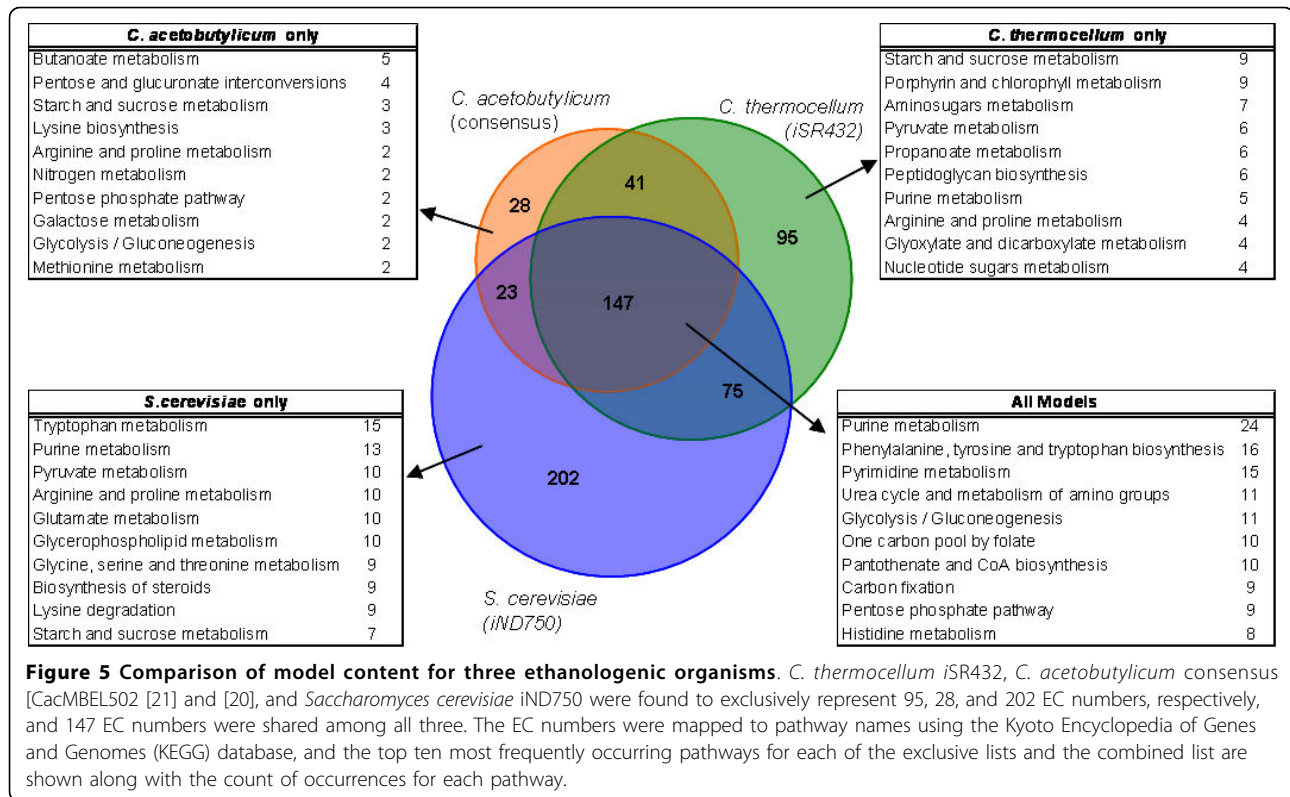 C. acetobutylicum only
Butanoate metabolism 5
Pentose and glucuronate interconversions 4
Starch and sucrose metabolism 3
Lysine biosynthesis 3
Arginine and proline metabolism 2
Nitrogen metabolism 2
Pentose phosphate pathway 2
Galactose metabolism 2
Glycolysis / Gluconeogenesis 2
Methionine metabolism 2
C. acetobutylicum
(consensus)
C. thermocellum
(iSR432)
C. thermocellum only
Starch and sucrose metabolism 9
Porphyrin and chlorophyll metabolism 9
Aminosugars metabolism 7
Pyruvate metabolism 6
Propanoate metabolism 6
Peptidoglycan biosynthesis 6
Purine metabolism 5
Arginine and proline metabolism 4
Glyoxylate and dicarboxylate metabolism 4
Nucleotide sugars metabolism 4
28
41
95
23
147
75
202
S.cerevisiae only
Tryptophan metabolism 15
Purine metabolism 13
Pyruvate metabolism 10
Arginine and proline metabolism 10
Glutamate metabolism 10
Glycerophospholipid metabolism 10
Glycine, serine and threonine metabolism 9
Biosynthesis of steroids 9
Lysine degradation 9
Starch and sucrose metabolism 7
S. cerevisiae
(iND750)
All Models
Purine metabolism 24
Phenylalanine, tyrosine and tryptophan biosynthesis 16
Pyrimidine metabolism 15
Urea cycle and metabolism of amino groups 11
Glycolysis / Gluconeogenesis 11
One carbon pool by folate 10
Pantothenate and CoA biosynthesis 10
Carbon fixation 9
Pentose phosphate pathway 9
Histidine metabolism 8
Figure 5 Comparison of model content for three ethanologenic organisms. C. thermocellum iSR432, C. acetobutylicum consensus
[CacMBEL502 [21] and [20], and Saccharomyces cerevisiae iND750 were found to exclusively represent 95, 28, and 202 EC numbers, respectively,
and 147 EC numbers were shared among all three. The EC numbers were mapped to pathway names using the Kyoto Encyclopedia of Genes
and Genomes (KEGG) database, and the top ten most frequently occurring pathways for each of the exclusive lists and the combined list are
shown along with the count of occurrences for each pathway.